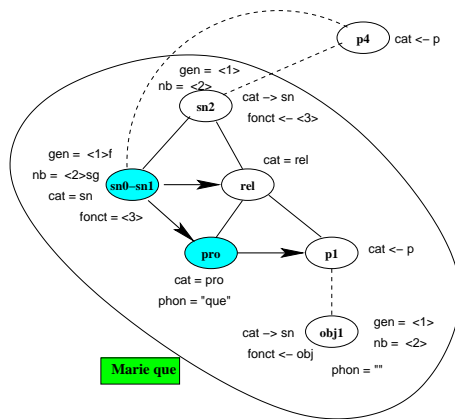 p4
cat <- p
gen = <1>
nb = <2>
sn2
cat -> sn
fonct <- <3>
gen = <1>f
nb = <2>sg
cat = sn
fonct = <3>
sn0-sn1
cat = rel
rel
pro
cat = pro
phon = "que"
p1
cat <- p
cat -> sn
fonct <- obj
obj1
gen = <1>
nb = <2>
phon = ""
Marie que